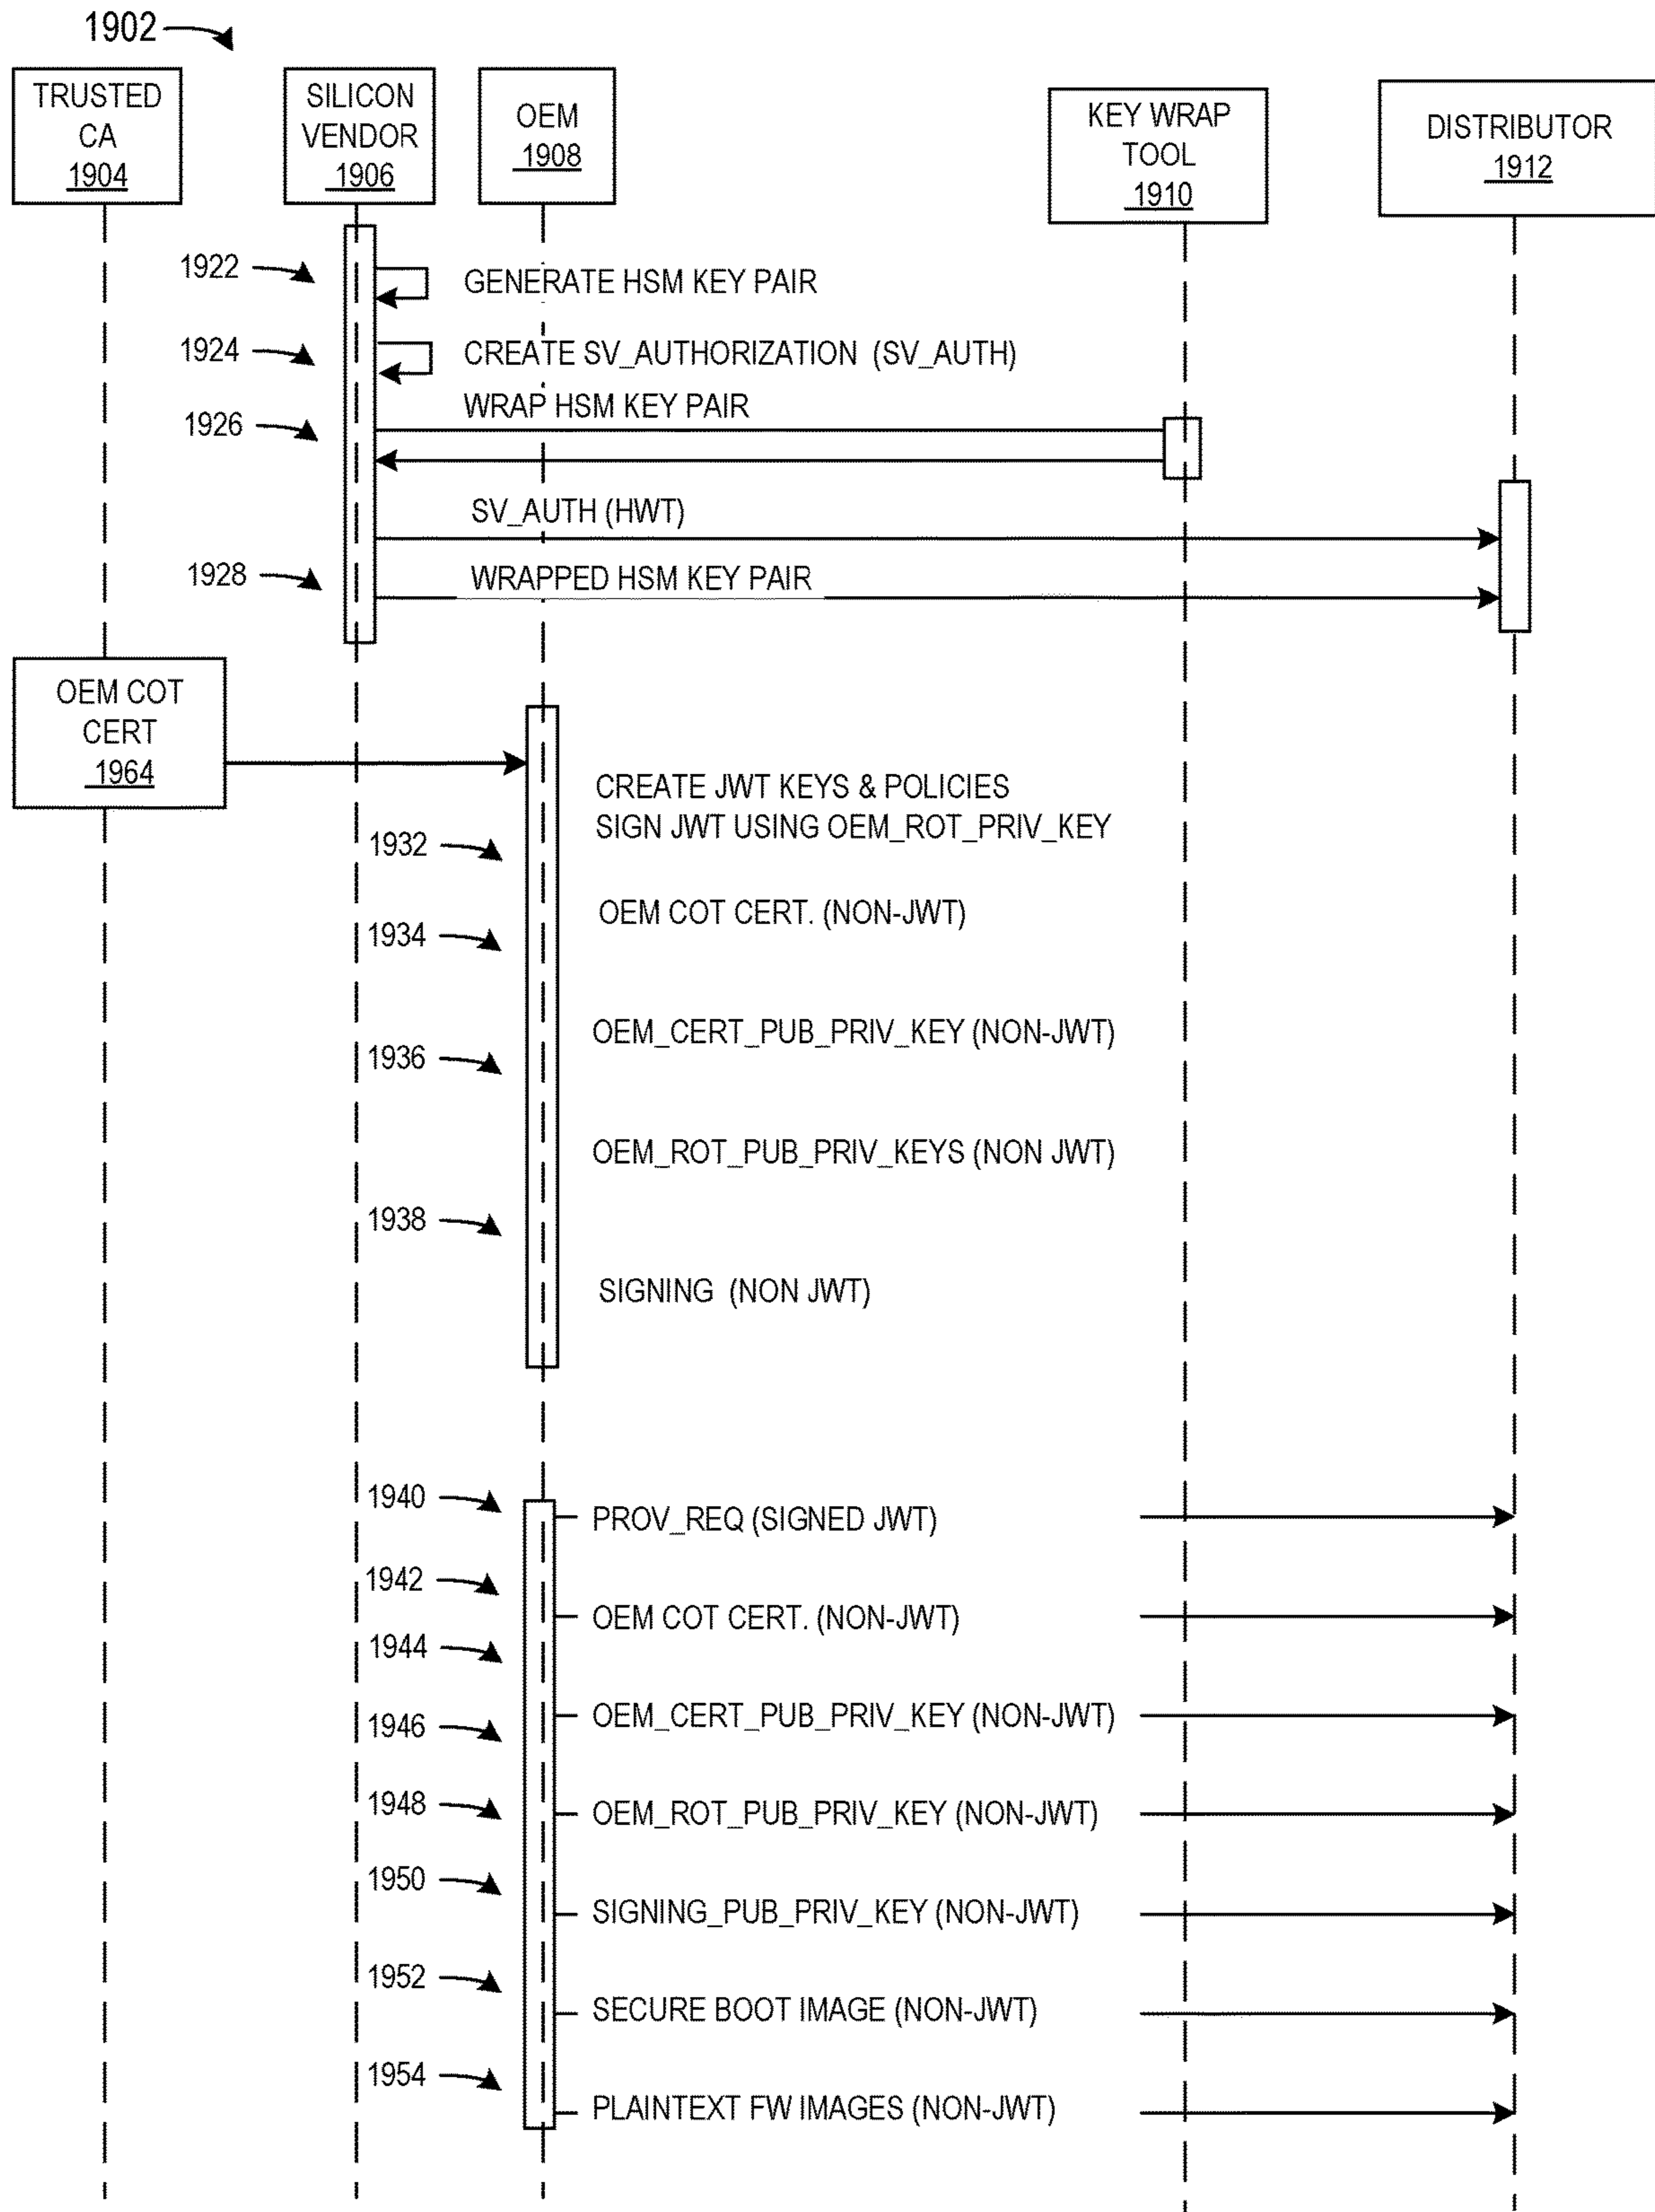 1902
TRUSTED
CA
1904
SILICON
VENDOR
1906
OEM
1908
KEY WRAP
TOOL
1910
DISTRIBUTOR
1912
1922
GENERATE HSM KEY PAIR
1924
CREATE SV_AUTHORIZATION (SV_AUTH)
WRAP HSM KEY PAIR
1926
SV_AUTH (HWT)
1928
WRAPPED HSM KEY PAIR
OEM COT
CERT
1964
CREATE JWT KEYS & POLICIES
SIGN JWT USING OEM_ROT_PRIV_KEY
1932
OEM COT CERT. (NON-JWT)
1934
OEM_CERT_PUB_PRIV_KEY (NON-JWT)
1936
OEM_ROT_PUB_PRIV_KEYS (NON JWT)
1938
SIGNING (NON JWT)
1940
PROV_REQ (SIGNED JWT)
1942
OEM COT CERT. (NON-JWT)
1944
OEM_CERT_PUB_PRIV_KEY (NON-JWT)
1946
1948
OEM_ROT_PUB_PRIV_KEY (NON-JWT)
1950
SIGNING_PUB_PRIV_KEY (NON-JWT)
1952
SECURE BOOT IMAGE (NON-JWT)
1954
PLAINTEXT FW IMAGES (NON-JWT)